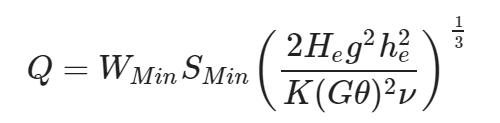 $Q = W_{Min} S_{Min} \left( \frac{2 H_e g^2 h_e^2}{K (G\theta)^2 \nu} \right)^{\frac{1}{3}}$